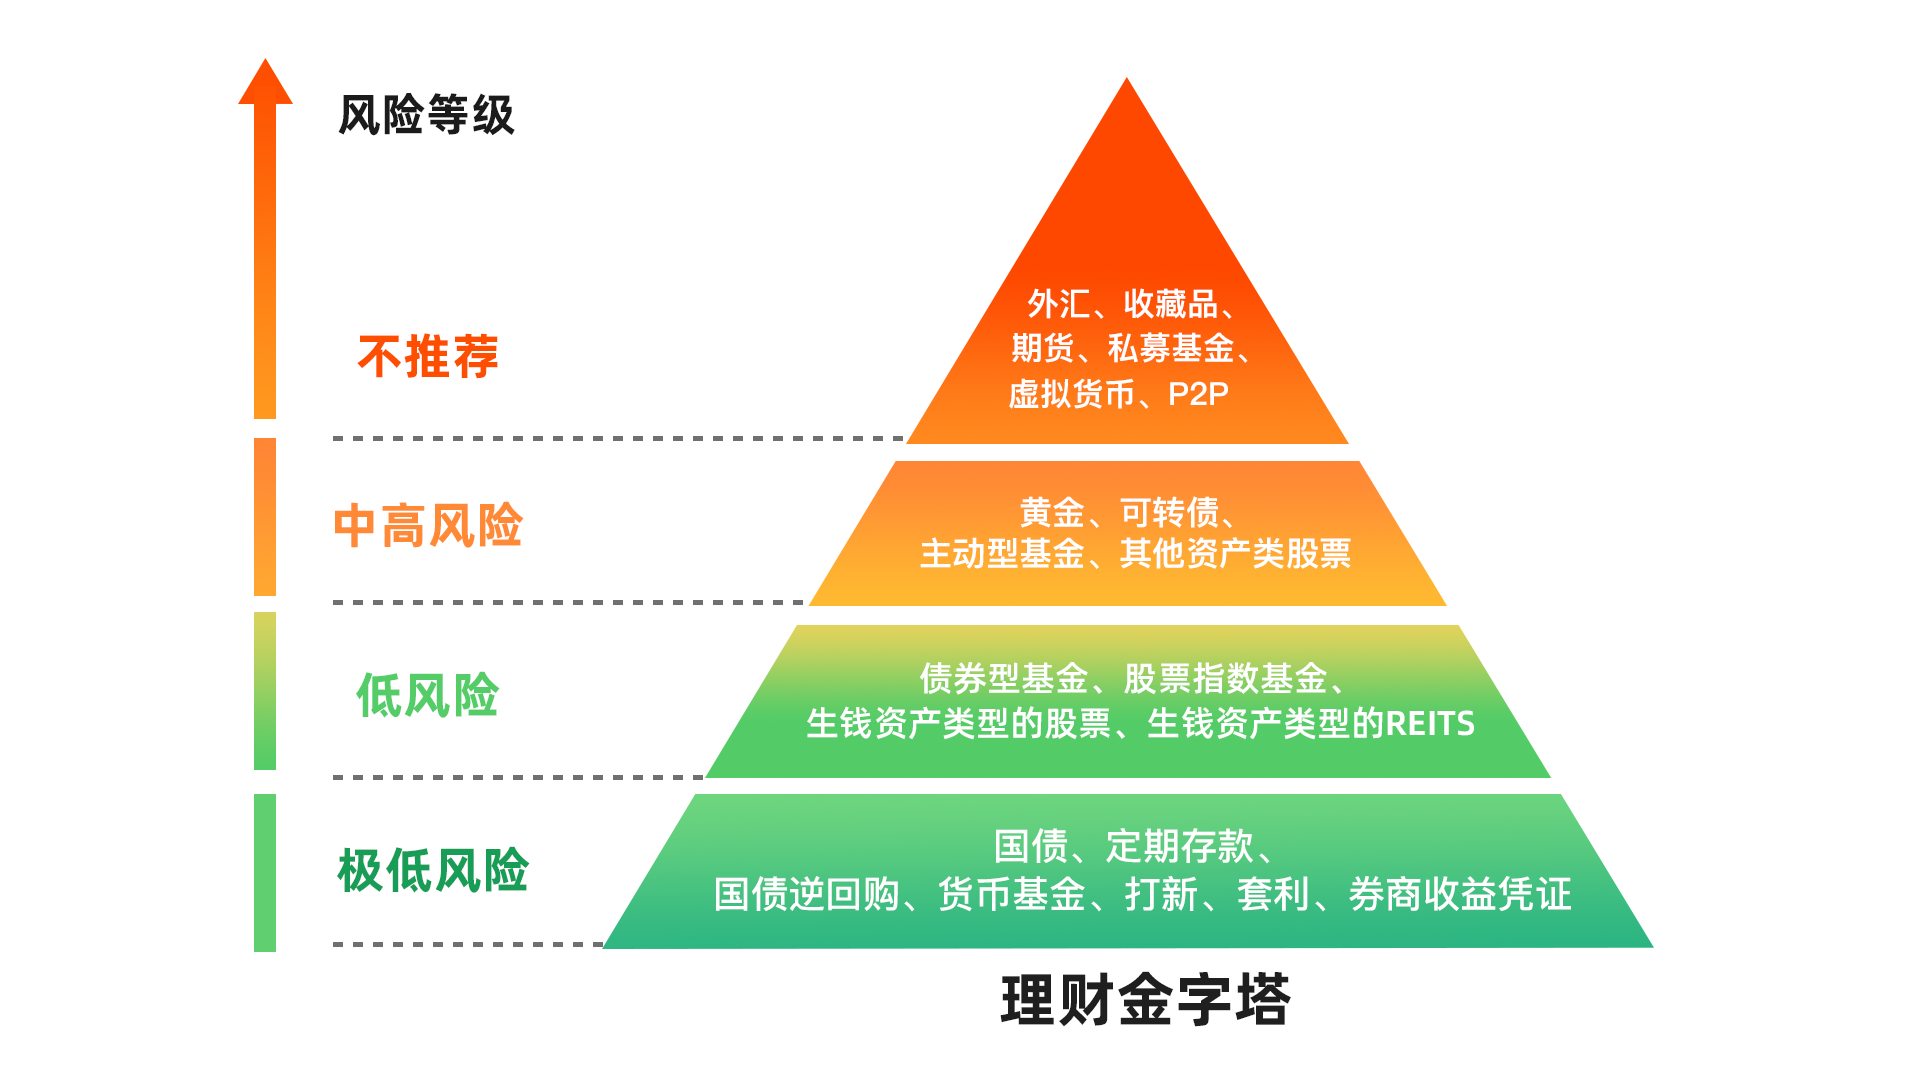 风险等级
不推荐
外汇、收藏品、
期货、私募基金、
虚拟货币、P2P
中高风险
黄金、可转债、
主动型基金、其他资产类股票
低风险
债券型基金、股票指数基金、
生钱资产类型的股票、生钱资产类型的REITS
极低风险
国债、定期存款、
国债逆回购、货币基金、打新、套利、券商收益凭证
理财金字塔